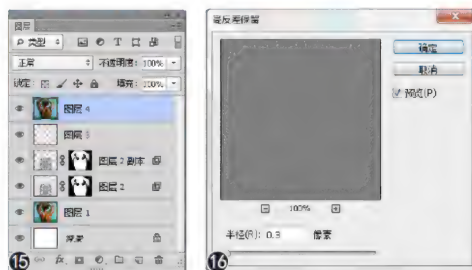 图层
类型
正常 不透明度: 100%
锁定: 填充: 100%
图层 4
图层 3
图层 2 副本
图层 2
图层 1
背景
15
高反差保留
确定
取消
预览(P)
100%
半径(R): 0.3 像素
16